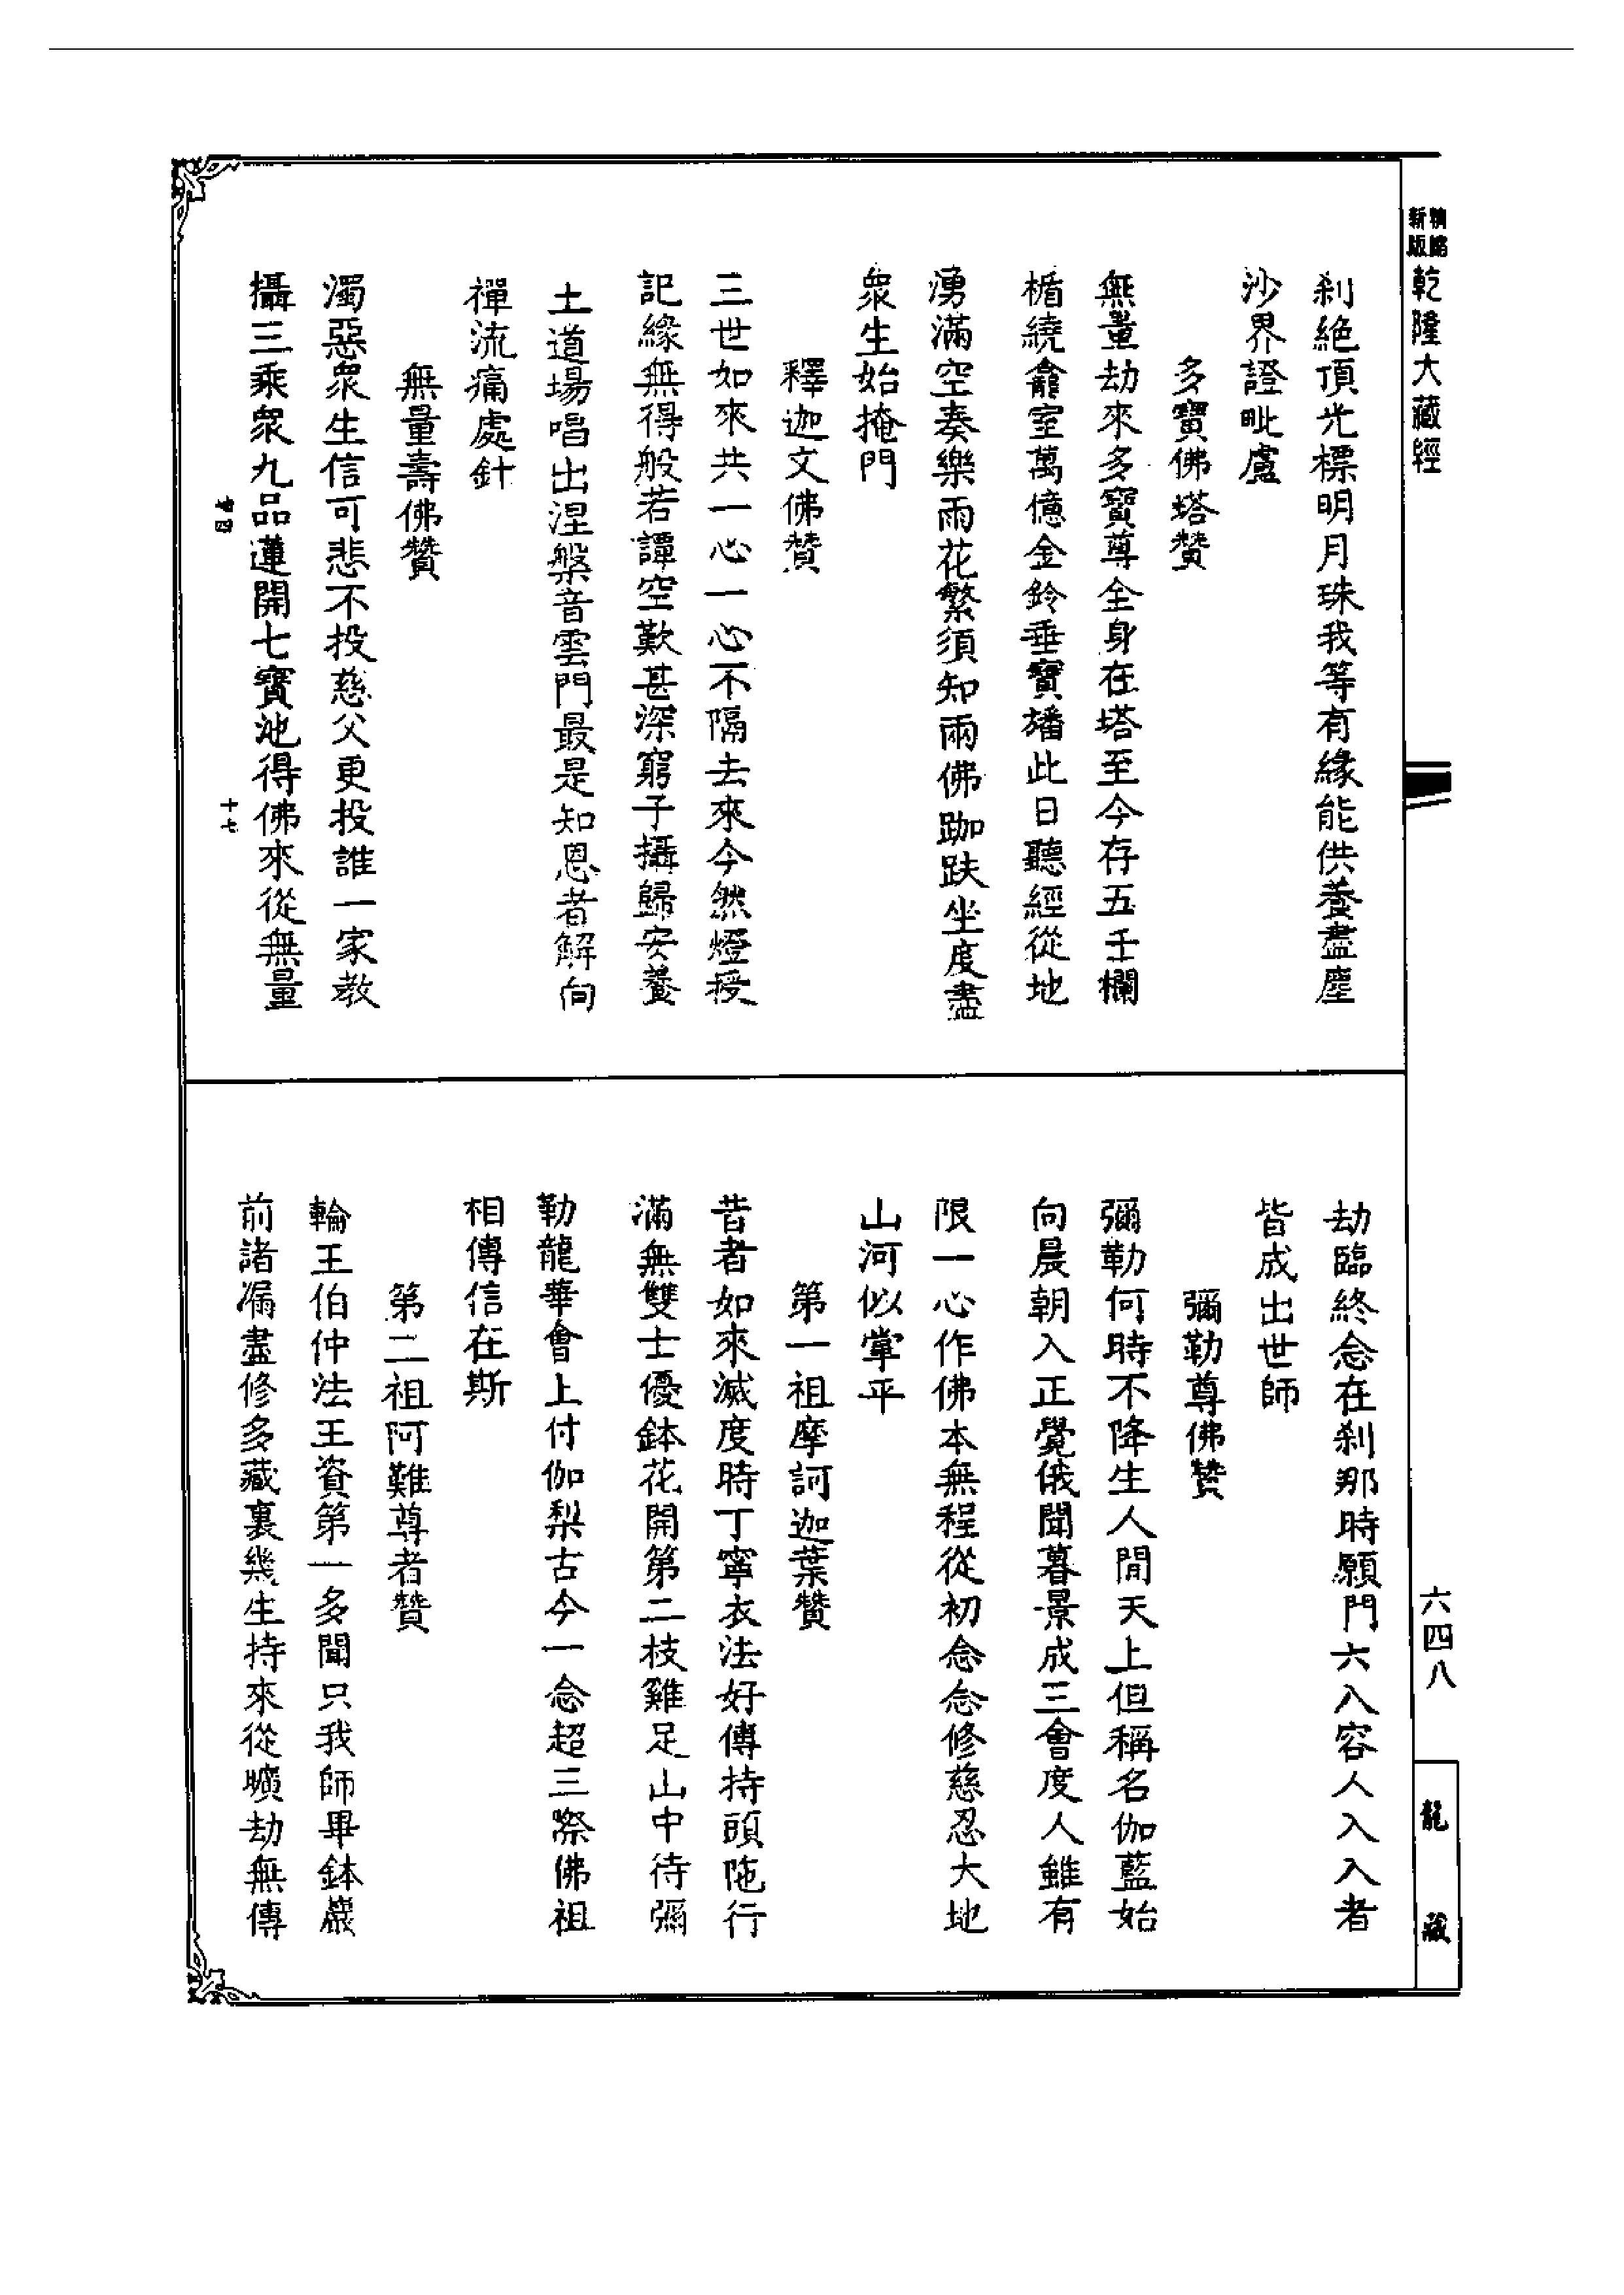 乾隆大藏經
刹絕頂光標明月珠我等有緣能供養盡塵
沙界證毗盧
多寶佛塔贊
無量劫來多寶尊全身在塔至今存五千欄
楯繞龕室萬億金鈴垂寶旛此日聽經從地
湧滿空奏樂雨花繁須知兩佛跏趺坐度盡
衆生始掩門
釋迦文佛贊
三世如來共一心一心不隔去來今然燈授
記緣無得般若譚空歎甚深窮子攝歸安養
土道場唱出涅槃音雲門最是知恩者解向
禪流痛處針
無量壽佛贊
濁惡衆生信可悲不投慈父更投誰一家教
攝三乘衆九品蓮開七寶池得佛來從無量
十七
劫臨終念在刹那時願門六八容人入入者
皆成出世師
彌勒尊佛贊
彌勒何時不降生人間天上但稱名伽藍始
向晨朝入正覺俄聞暮景成三會度人雖有
限一心作佛本無程從初念念修慈忍大地
山河似掌平
第一祖摩訶迦葉贊
昔者如來滅度時丁寧衣法好傳持頭陁行
滿無雙士優鉢花開第二枝雞足山中待彌
勒龍華會上付伽梨古今一念超三際佛祖
相傳信在斯
第二祖阿難尊者贊
輪王伯仲法王資第一多聞只我師畢鉢巖
前諸漏盡修多藏裏幾生持來從曠劫無傳
六四八
龍藏